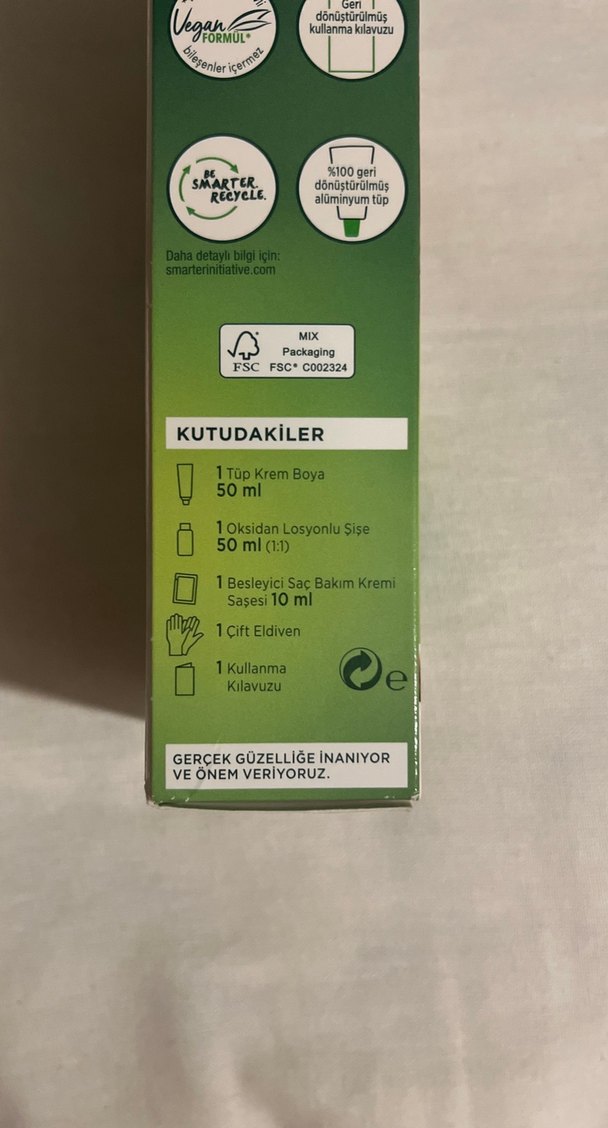 Vegan
FORMÜL*
bileşenler içermez
Geri
dönüştürülmüş
kullanma kılavuzu
BE
SMARTER.
RECYCLE.
%100 geri
dönüştürülmüş
alüminyum tüp
Daha detaylı bilgi için:
smarterinitiative.com
FSC
MIX
Packaging
FSC® C002324
KUTUDAKİLER
1 Tüp Krem Boya
50 ml
1 Oksidan Losyonlu Şişe
50 ml (1:1)
1 Besleyici Saç Bakım Kremi
Saşesi 10 ml
1 Çift Eldiven
1 Kullanma
Kılavuzu
e
GERÇEK GÜZELLİĞE İNANIYOR
VE ÖNEM VERİYORUZ.